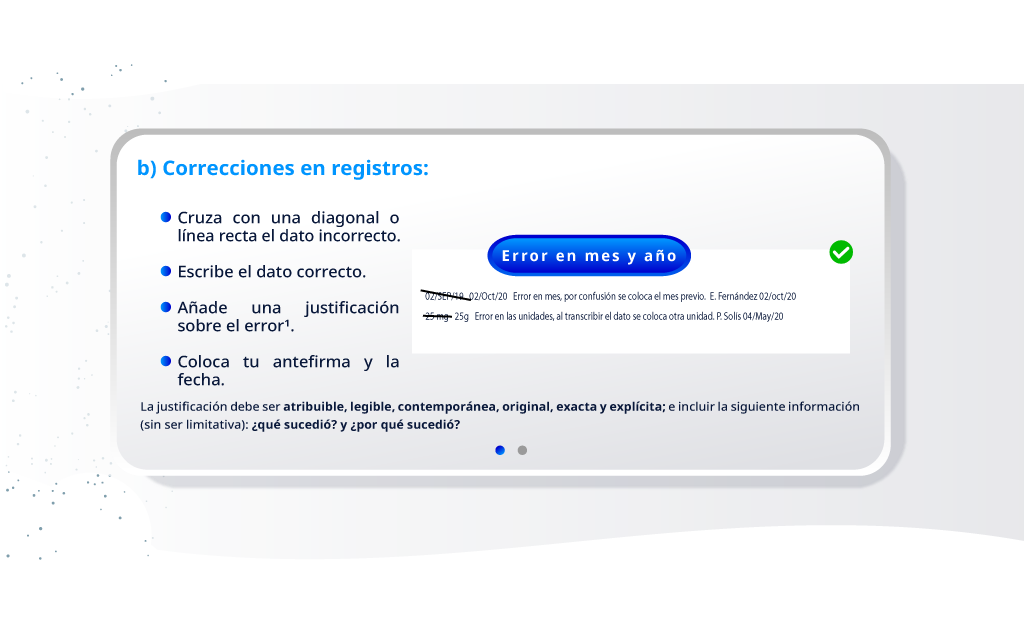 b) Correcciones en registros:
Cruza con una diagonal o
línea recta el dato incorrecto.
Escribe el dato correcto.
Añade una justificación
sobre el error¹.
Coloca tu antefirma y la
fecha.
Error en mes y año
02/SEP/19 02/Oct/20 Error en mes, por confusión se coloca el mes previo. E. Fernández 02/oct/20
25 mg 25g Error en las unidades, al transcribir el dato se coloca otra unidad. P. Solís 04/May/20
La justificación debe ser atribuible, legible, contemporánea, original, exacta y explícita; e incluir la siguiente información
(sin ser limitativa): ¿qué sucedió? y ¿por qué sucedió?